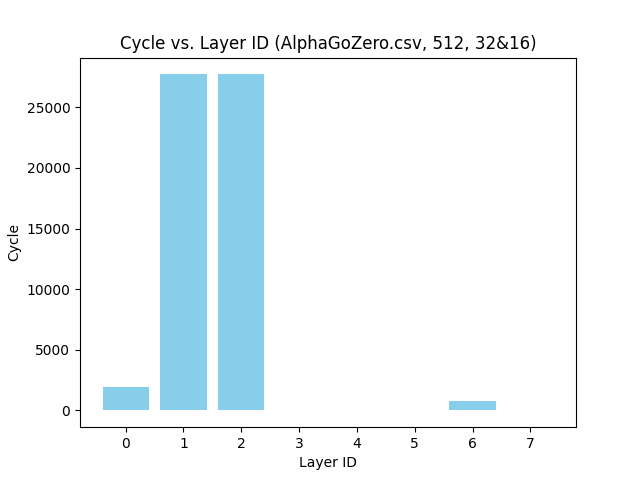 Cycle vs. Layer ID (AlphaGoZero.csv, 512, 32&16)
25000
20000
15000
10000
5000
0
Cycle
0 1 2 3 4 5 6 7
Layer ID